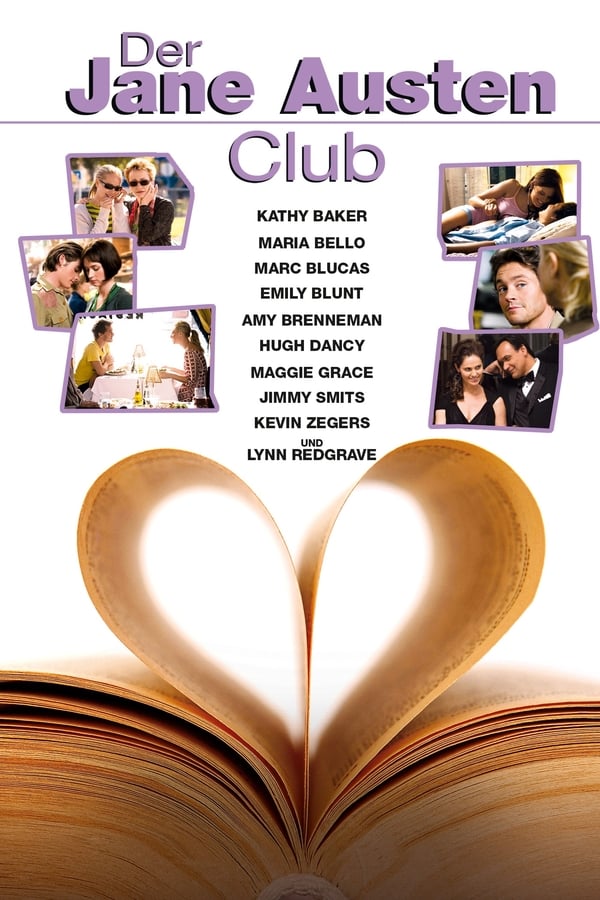 Der
Jane Austen
Club
KATHY BAKER
MARIA BELLO
MARC BLUCAS
EMILY BLUNT
AMY BRENNEMAN
HUGH DANCY
MAGGIE GRACE
JIMMY SMITS
KEVIN ZEGERS
UND
LYNN REDGRAVE